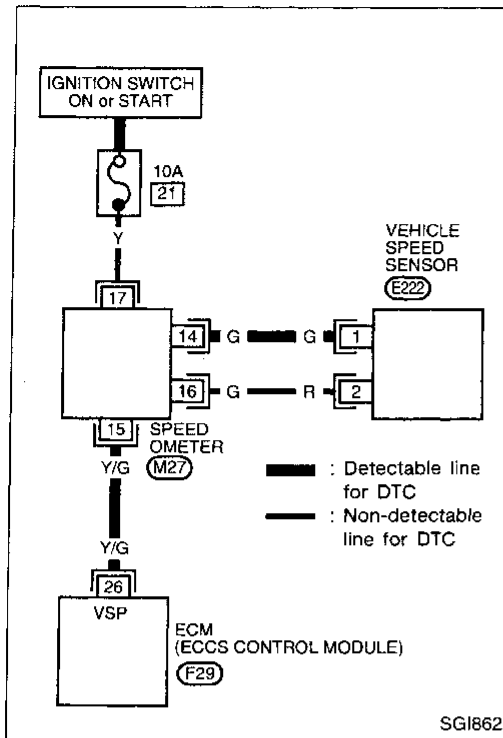 IGNITION SWITCH
ON or START
10A
21
Y
VEHICLE
SPEED
SENSOR
E222
17
14 G G 1
16 G R 2
15 SPEED
OMETER
Y/G M27
: Detectable line
for DTC
: Non-detectable
line for DTC
Y/G
26
VSP
ECM
(ECCS CONTROL MODULE)
F29
SGI862